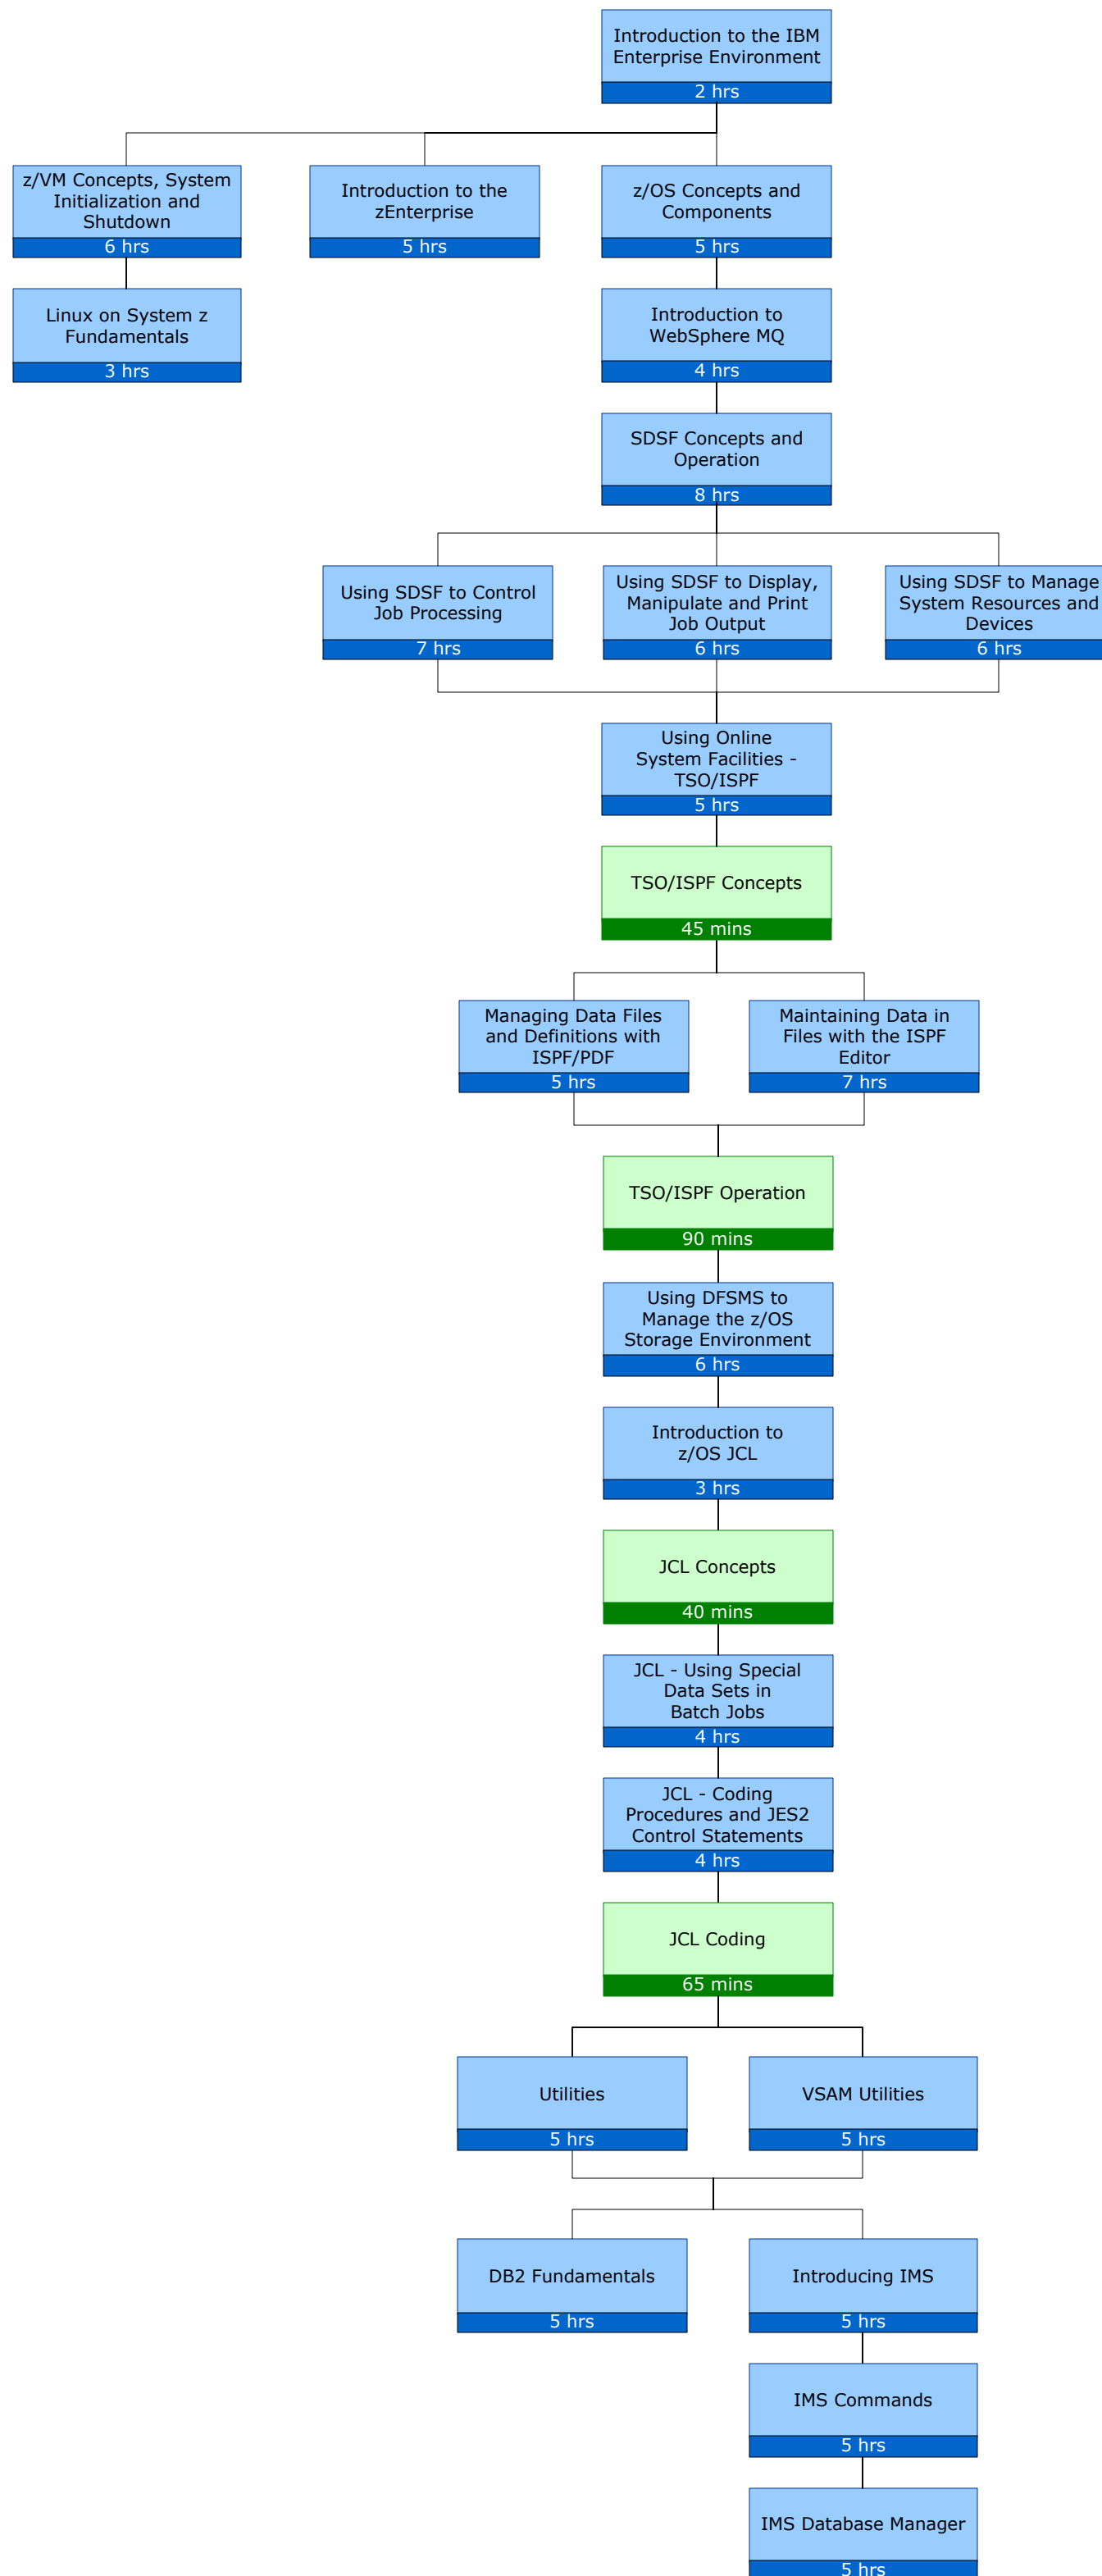 Introduction to the IBM
Enterprise Environment
2 hrs
z/VM Concepts, System
Initialization and
Shutdown
6 hrs
Introduction to the
zEnterprise
5 hrs
z/OS Concepts and
Components
5 hrs
Linux on System z
Fundamentals
3 hrs
Introduction to
WebSphere MQ
4 hrs
SDSF Concepts and
Operation
8 hrs
Using SDSF to Control
Job Processing
7 hrs
Using SDSF to Display,
Manipulate and Print
Job Output
6 hrs
Using SDSF to Manage
System Resources and
Devices
6 hrs
Using Online
System Facilities -
TSO/ISPF
5 hrs
TSO/ISPF Concepts
45 mins
Managing Data Files
and Definitions with
ISPF/PDF
5 hrs
Maintaining Data in
Files with the ISPF
Editor
7 hrs
TSO/ISPF Operation
90 mins
Using DFSMS to
Manage the z/OS
Storage Environment
6 hrs
Introduction to
z/OS JCL
3 hrs
JCL Concepts
40 mins
JCL - Using Special
Data Sets in
Batch Jobs
4 hrs
JCL - Coding
Procedures and JES2
Control Statements
4 hrs
JCL Coding
65 mins
Utilities
5 hrs
VSAM Utilities
5 hrs
DB2 Fundamentals
5 hrs
Introducing IMS
5 hrs
IMS Commands
5 hrs
IMS Database Manager
5 hrs